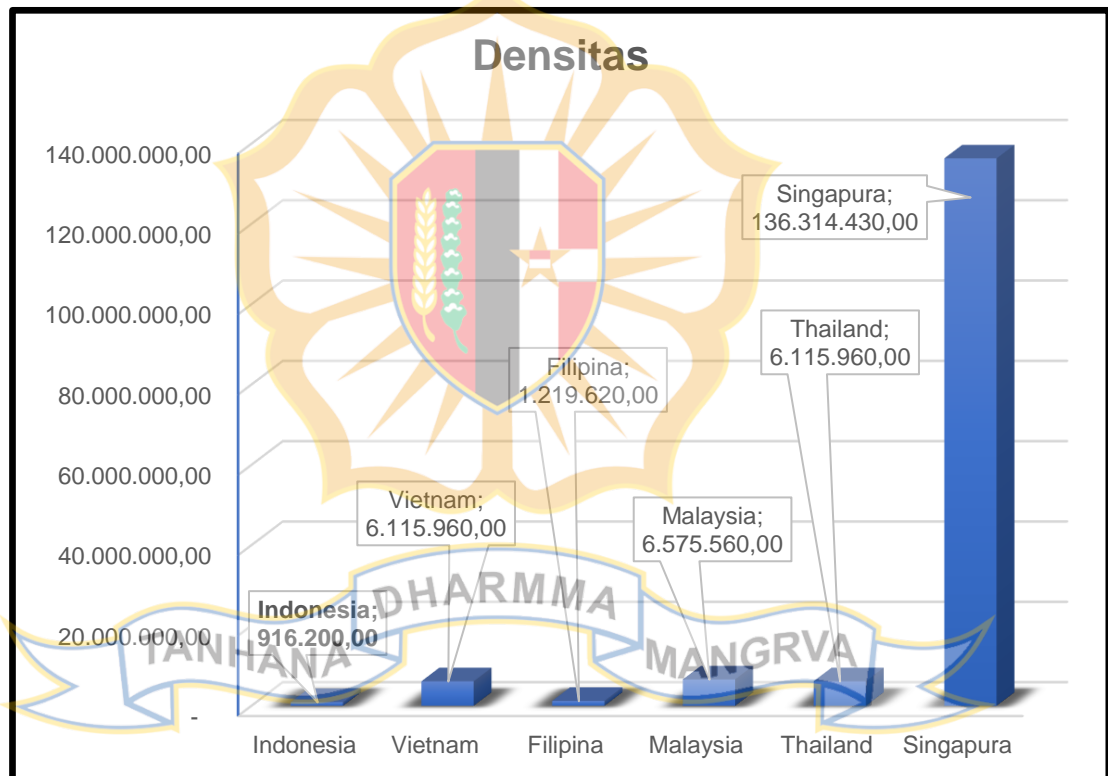 Densitas
140.000.000,00
120.000.000,00
100.000.000,00
80.000.000,00
60.000.000,00
40.000.000,00
20.000.000,00
-
Singapura;
136.314.430,00
Thailand;
6.115.960,00
Filipina;
1.219.620,00
Vietnam;
6.115.960,00
Malaysia;
6.575.560,00
Indonesia;
916.200,00
TANHANA DHARMMA MANGRVA
Indonesia Vietnam Filipina Malaysia Thailand Singapura